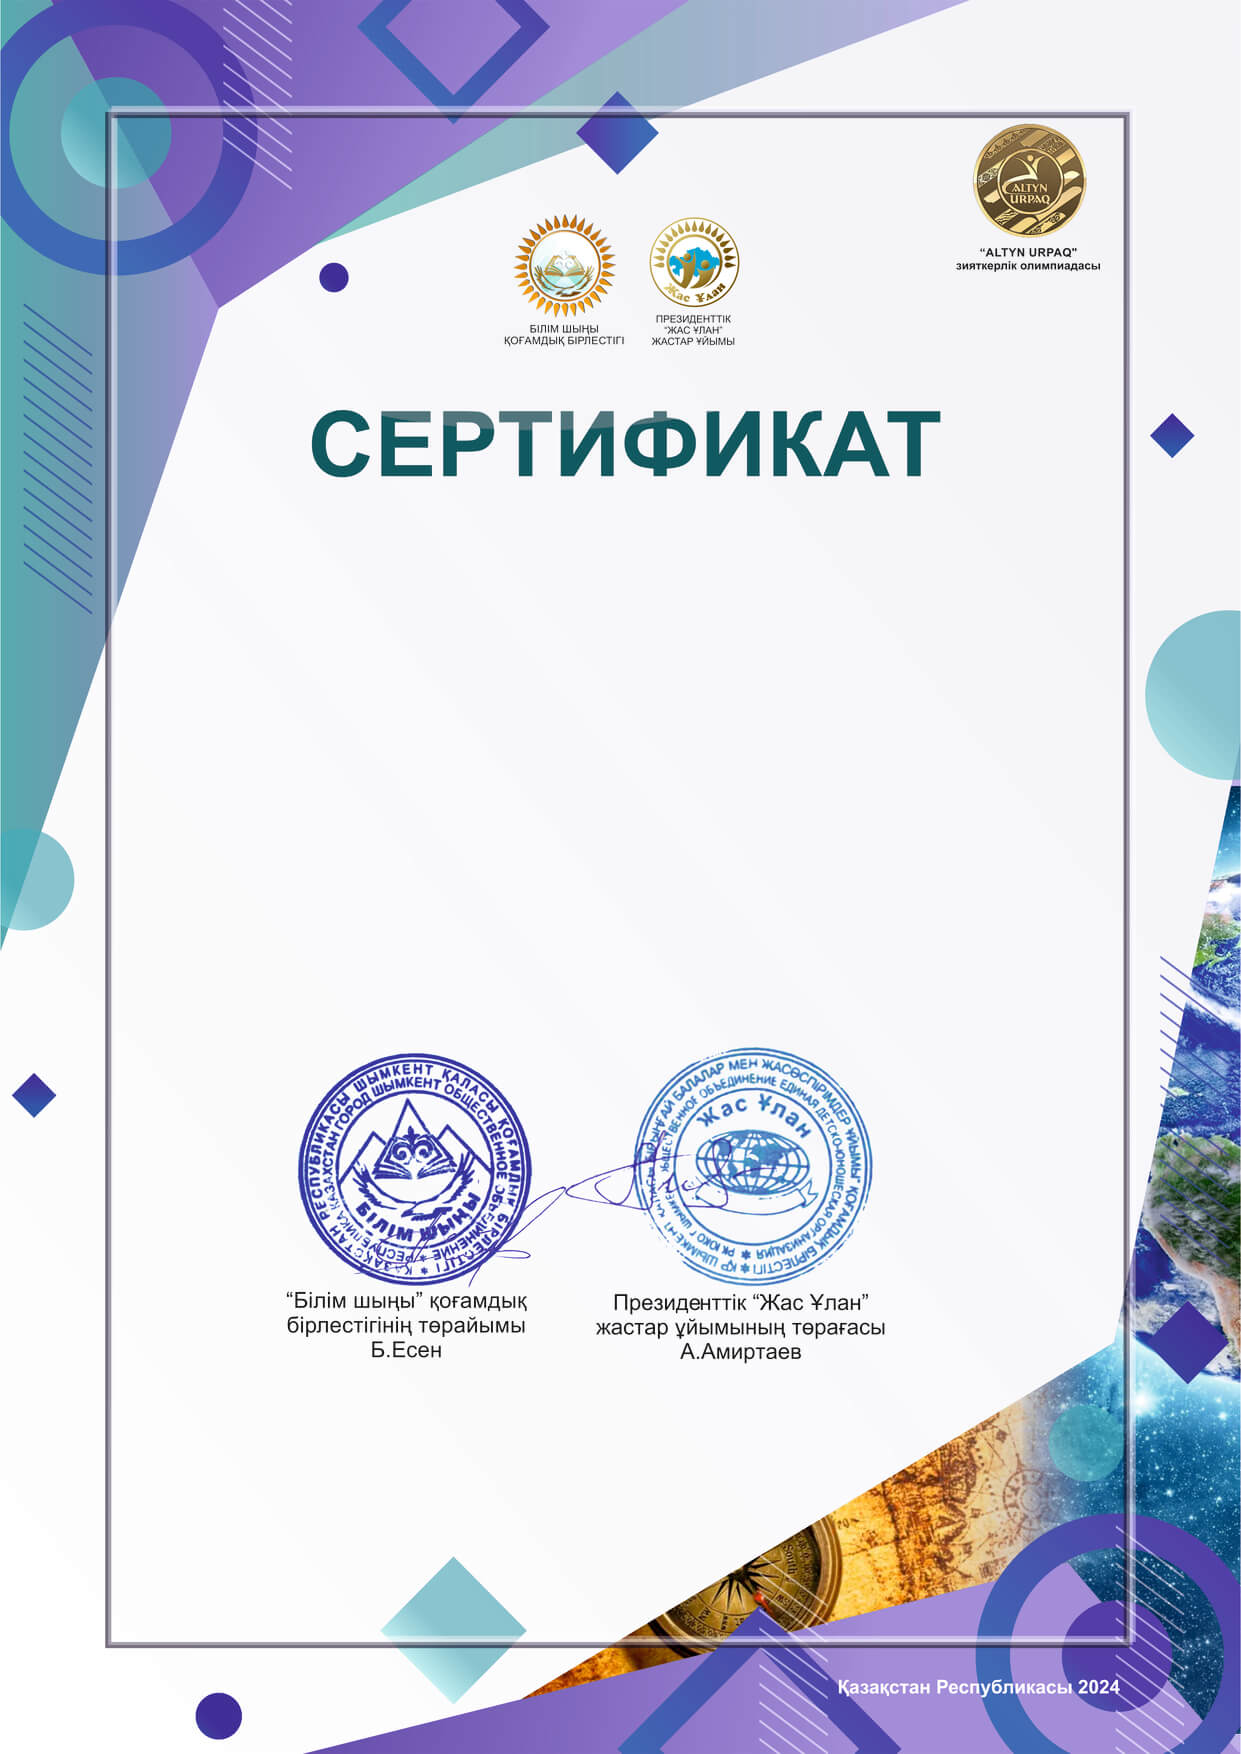 ALTYN
URPAQ
“ALTYN URPAQ"
зияткерлік олимпиадасы
БІЛІМ ШЫҢЫ
ҚОҒАМДЫҚ БІРЛЕСТІГІ
Жас Ұлан
ПРЕЗИДЕНТТІК
“ЖАС ҰЛАН”
ЖАСТАР ҰЙЫМЫ
СЕРТИФИКАТ
ҚАЗАҚСТАН РЕСПУБЛИКАСЫ ШЫМКЕНТ ҚАЛАСЫ ҚОҒАМДЫҚ БІРЛЕСТІГІ
РЕСПУБЛИКА КАЗАХСТАН ГОРОД ШЫМКЕНТ ОБЩЕСТВЕННОЕ ОБЪЕДИНЕНИЕ
БІЛІМ ШЫҢЫ
БІРЫҢҒАЙ БАЛАЛАР МЕН ЖАСӨСПІРІМДЕР ҰЙЫМЫ" ҚОҒАМДЫҚ БІРЛЕСТІГІ
ОБЩЕСТВЕННОЕ ОБЪЕДИНЕНИЕ ЕДИНАЯ ДЕТСКО-ЮНОШЕСКАЯ ОРГАНИЗАЦИЯ
Жас Ұлан
“Білім шыңы” қоғамдық
бірлестігінің төрайымы
Б.Есен
Президенттік “Жас Ұлан”
жастар ұйымының төрағасы
А.Амиртаев
South
Қазақстан Республикасы 2024